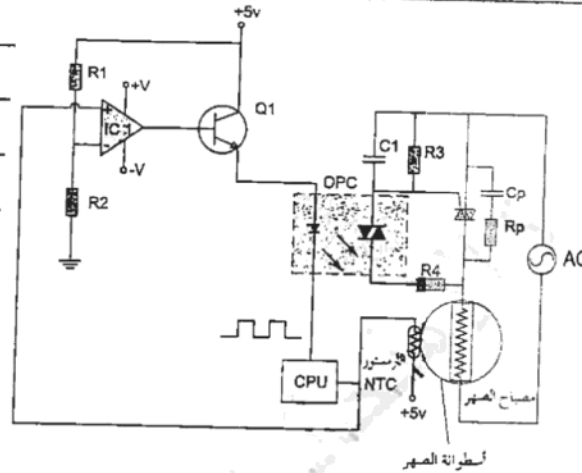 +5v
R1
+V
Q1
IC1
+
-
-V
R2
C1
R3
OPC
Cp
Rp
AC
R4
CPU
ثرمستور
NTC
+5v
مصباح الصهر
أسطوانة الصهر